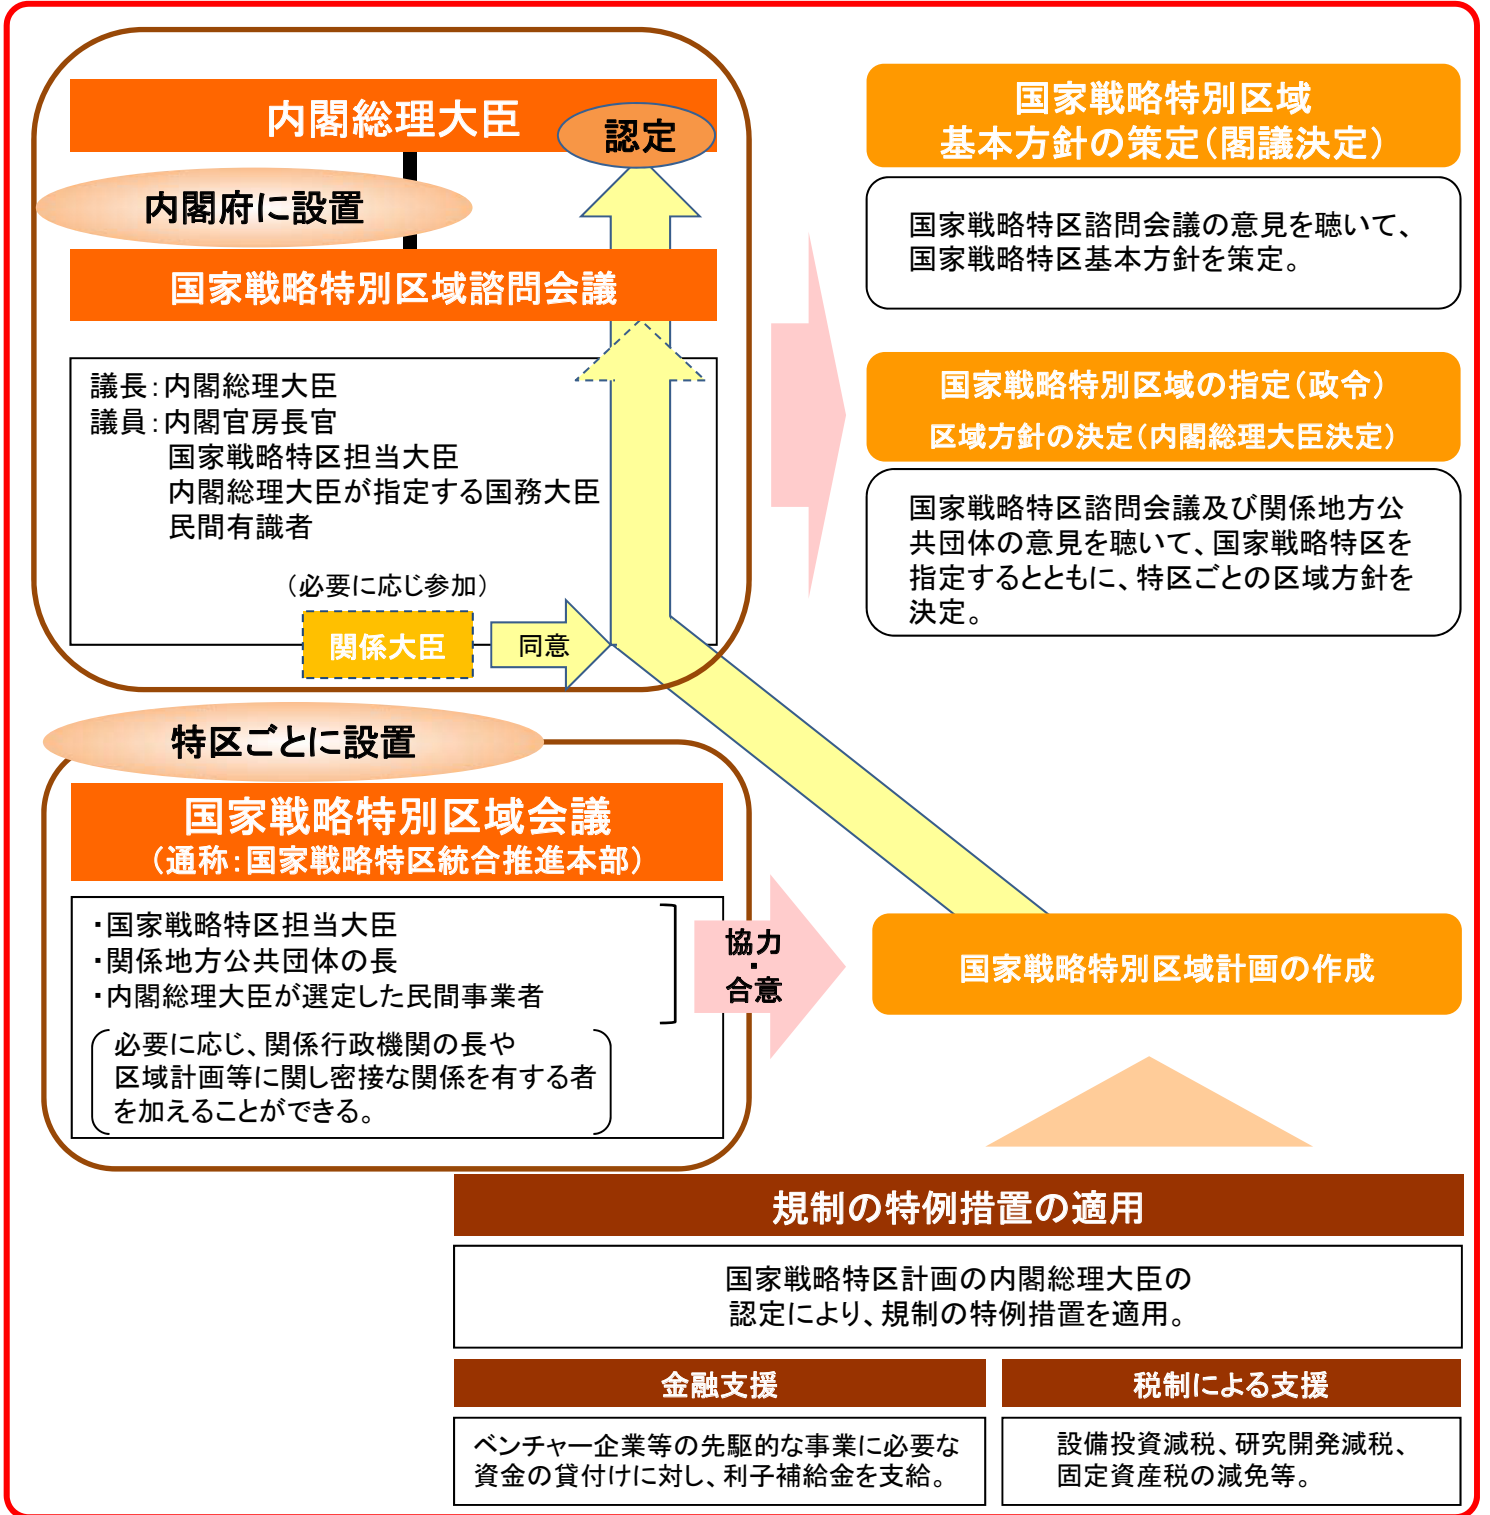 内閣総理大臣
認定
内閣府に設置
国家戦略特別区域諮問会議
議長：内閣総理大臣
議員：内閣官房長官
国家戦略特区担当大臣
内閣総理大臣が指定する国務大臣
民間有識者
（必要に応じ参加）
関係大臣
同意
国家戦略特別区域
基本方針の策定（閣議決定）
国家戦略特区諮問会議の意見を聴いて、
国家戦略特区基本方針を策定。
国家戦略特別区域の指定（政令）
区域方針の決定（内閣総理大臣決定）
国家戦略特区諮問会議及び関係地方公
共団体の意見を聴いて、国家戦略特区を
指定するとともに、特区ごとの区域方針を
決定。
特区ごとに設置
国家戦略特別区域会議
（通称：国家戦略特区統合推進本部）
・国家戦略特区担当大臣
・関係地方公共団体の長
・内閣総理大臣が選定した民間事業者
必要に応じ、関係行政機関の長や
区域計画等に関し密接な関係を有する者
を加えることができる。
協力
・
合意
国家戦略特別区域計画の作成
規制の特例措置の適用
国家戦略特区計画の内閣総理大臣の
認定により、規制の特例措置を適用。
金融支援
ベンチャー企業等の先駆的な事業に必要な
資金の貸付けに対し、利子補給金を支給。
税制による支援
設備投資減税、研究開発減税、
固定資産税の減免等。